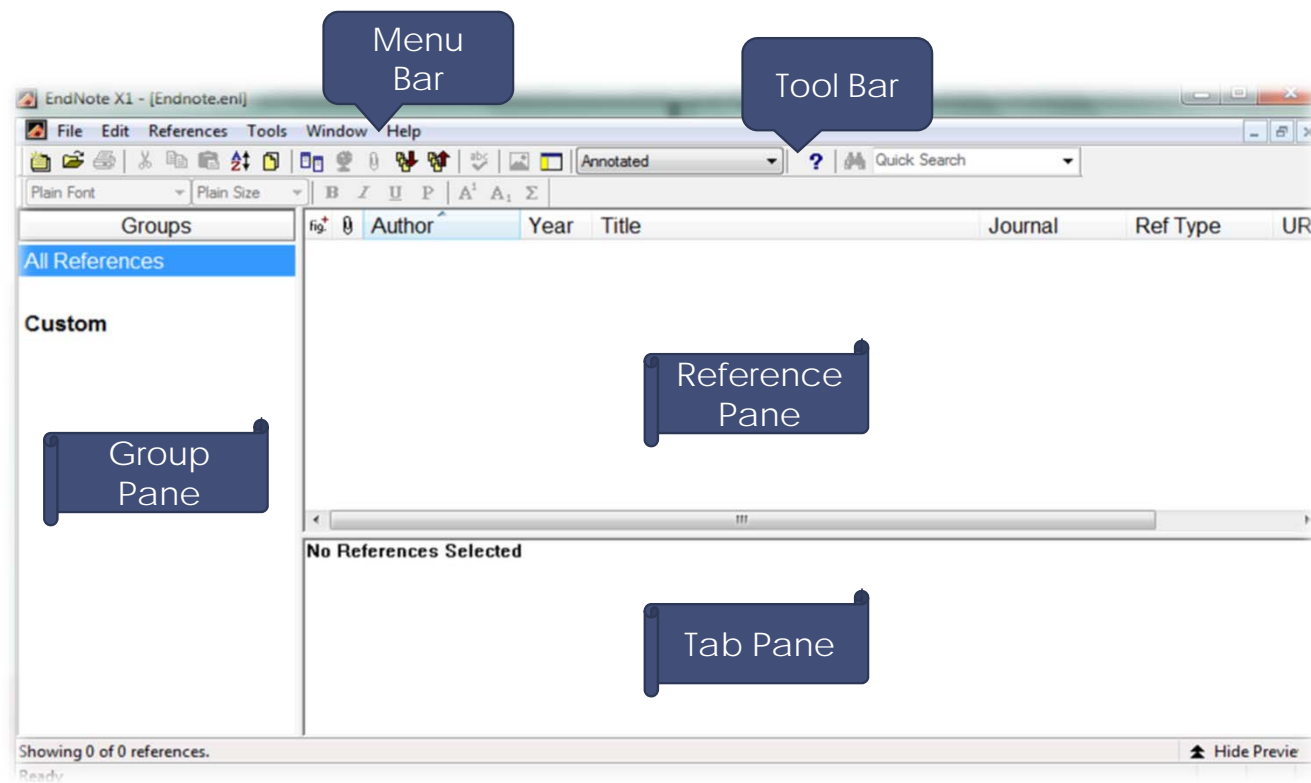 Menu
Bar
Tool Bar
EndNote X1 - [Endnote.enl]
File Edit References Tools Window Help
Annotated ? Quick Search
Plain Font Plain Size B I U P A¹ A₁ Σ
Groups fig. Author Year Title Journal Ref Type UR
All References
Custom
Reference
Pane
Group
Pane
No References Selected
Tab Pane
Showing 0 of 0 references. Hide Previe
Ready